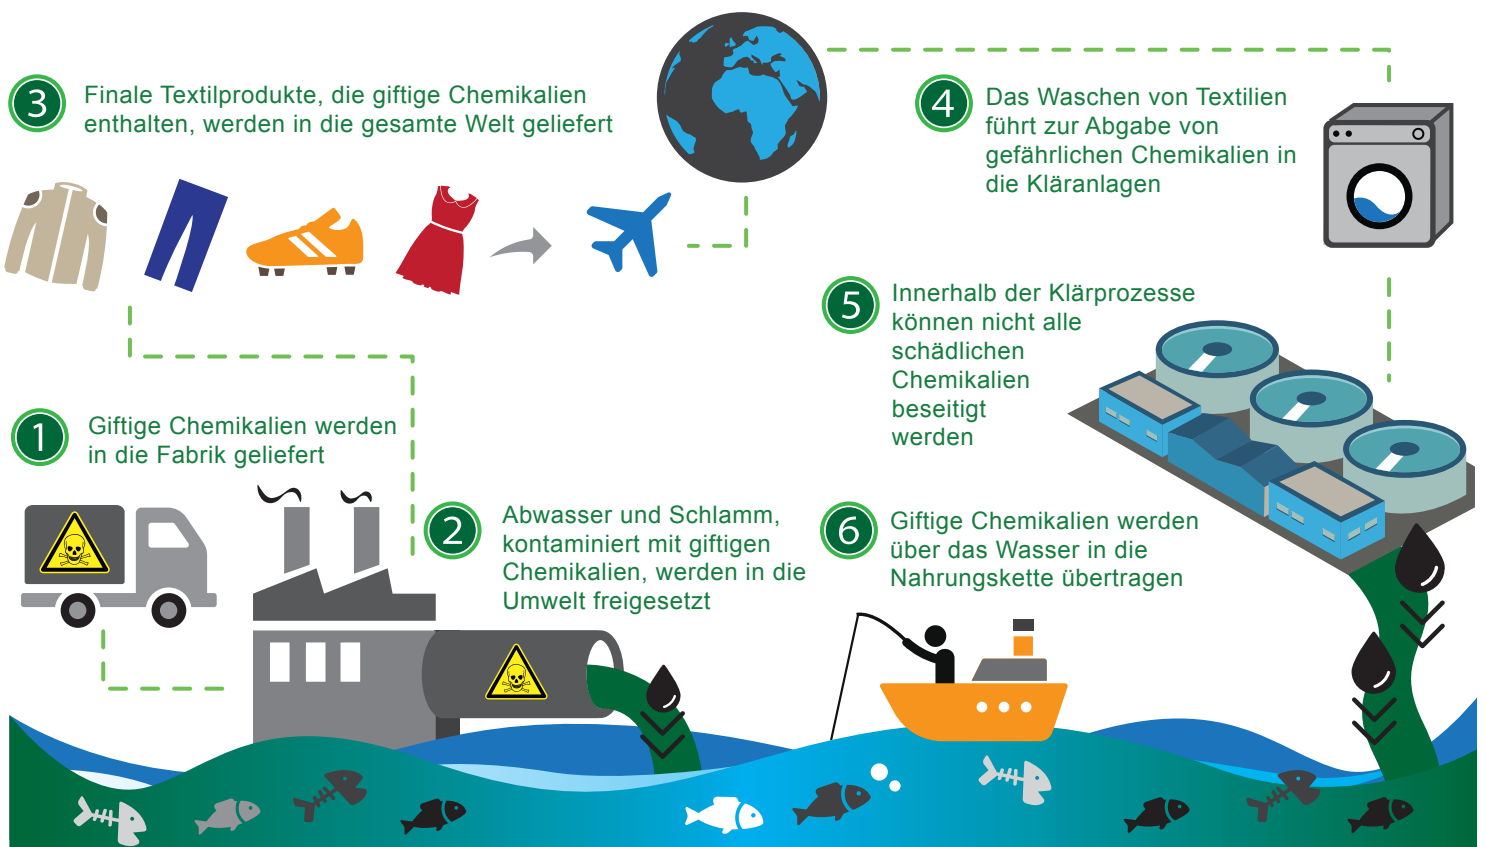 3
Finale Textilprodukte, die giftige Chemikalien
enthalten, werden in die gesamte Welt geliefert
4
Das Waschen von Textilien
führt zur Abgabe von
gefährlichen Chemikalien in
die Kläranlagen
5
Innerhalb der Klärprozesse
können nicht alle
schädlichen
Chemikalien
beseitigt
werden
1
Giftige Chemikalien werden
in die Fabrik geliefert
2
Abwasser und Schlamm,
kontaminiert mit giftigen
Chemikalien, werden in die
Umwelt freigesetzt
6
Giftige Chemikalien werden
über das Wasser in die
Nahrungskette übertragen